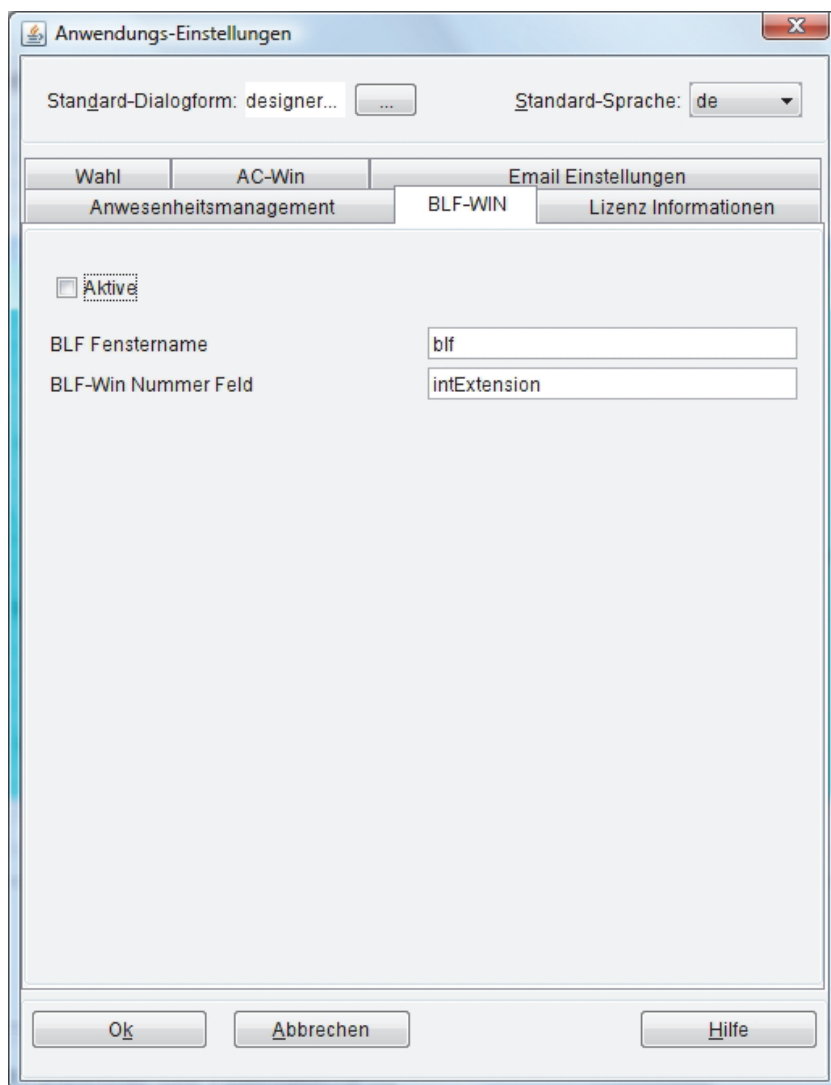 Anwendungs-Einstellungen
Standard-Dialogform: designer... ... Standard-Sprache: de
Wahl AC-Win Email Einstellungen
Anwesenheitsmanagement BLF-WIN Lizenz Informationen
Aktive
BLF Fenstername blf
BLF-Win Nummer Feld intExtension
Ok Abbrechen Hilfe